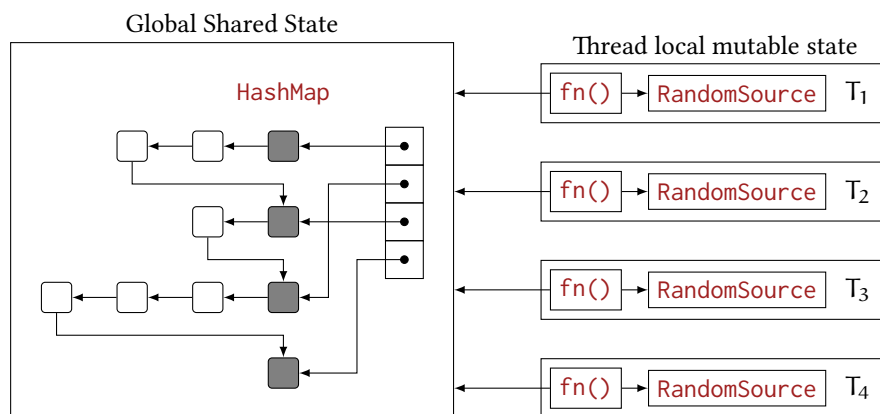 Global Shared State
HashMap
Thread local mutable state
fn() RandomSource T1
fn() RandomSource T2
fn() RandomSource T3
fn() RandomSource T4